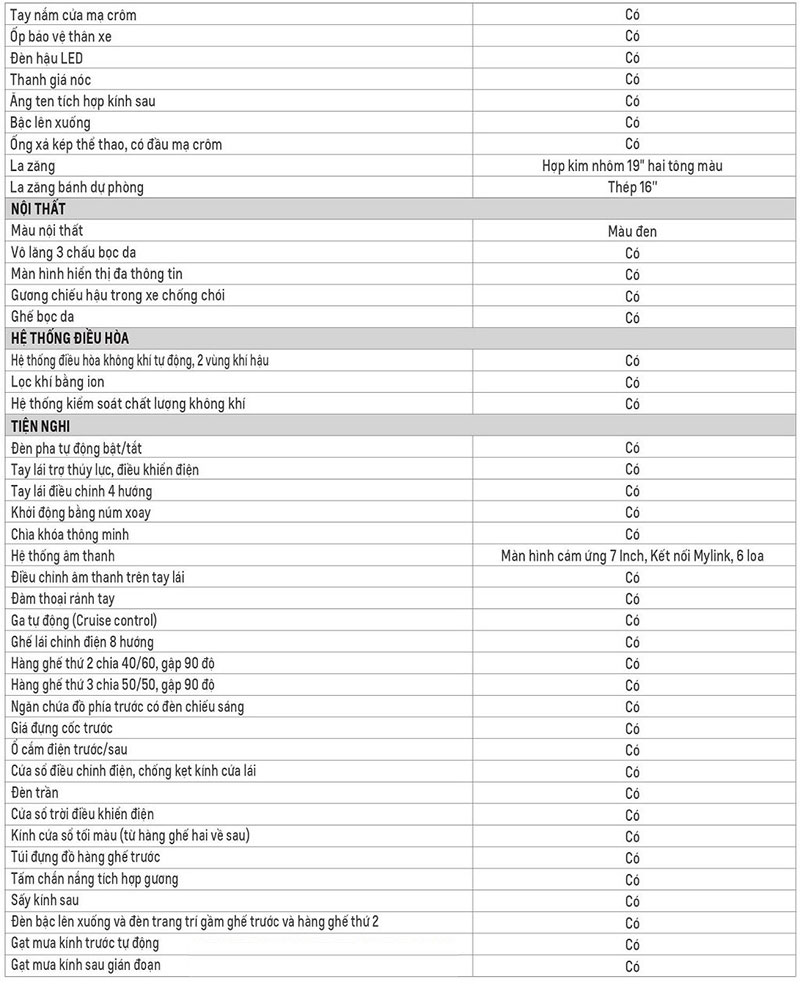 Tay nắm cửa mạ crôm Có
Ốp bảo vệ thân xe Có
Đèn hậu LED Có
Thanh giá nóc Có
Ăng ten tích hợp kính sau Có
Bậc lên xuống Có
Ống xả kép thể thao, có đầu mạ crôm Có
La zăng Hợp kim nhôm 19" hai tông màu
La zăng bánh dự phòng Thép 16"
NỘI THẤT
Màu nội thất Màu đen
Vô lăng 3 chấu bọc da Có
Màn hình hiển thị đa thông tin Có
Gương chiếu hậu trong xe chống chói Có
Ghế bọc da Có
HỆ THỐNG ĐIỀU HÒA
Hệ thống điều hòa không khí tự động, 2 vùng khí hậu Có
Lọc khí bằng ion Có
Hệ thống kiểm soát chất lượng không khí Có
TIỆN NGHI
Đèn pha tự động bật/tắt Có
Tay lái trợ thủy lực, điều khiển điện Có
Tay lái điều chỉnh 4 hướng Có
Khởi động bằng núm xoay Có
Chìa khóa thông minh Có
Hệ thống âm thanh Màn hình cảm ứng 7 Inch, Kết nối Mylink, 6 loa
Điều chỉnh âm thanh trên tay lái Có
Đàm thoại rảnh tay Có
Ga tự động (Cruise control) Có
Ghế lái chỉnh điện 8 hướng Có
Hàng ghế thứ 2 chia 40/60, gập 90 độ Có
Hàng ghế thứ 3 chia 50/50, gập 90 độ Có
Ngăn chứa đồ phía trước có đèn chiếu sáng Có
Giá đựng cốc trước Có
Ổ cắm điện trước/sau Có
Cửa sổ điều chỉnh điện, chống kẹt kính cửa lái Có
Đèn trần Có
Cửa sổ trời điều khiển điện Có
Kính cửa sổ tối màu (từ hàng ghế hai về sau) Có
Túi đựng đồ hàng ghế trước Có
Tấm chắn nắng tích hợp gương Có
Sấy kính sau Có
Đèn bậc lên xuống và đèn trang trí gầm ghế trước và hàng ghế thứ 2 Có
Gạt mưa kính trước tự động Có
Gạt mưa kính sau gián đoạn Có